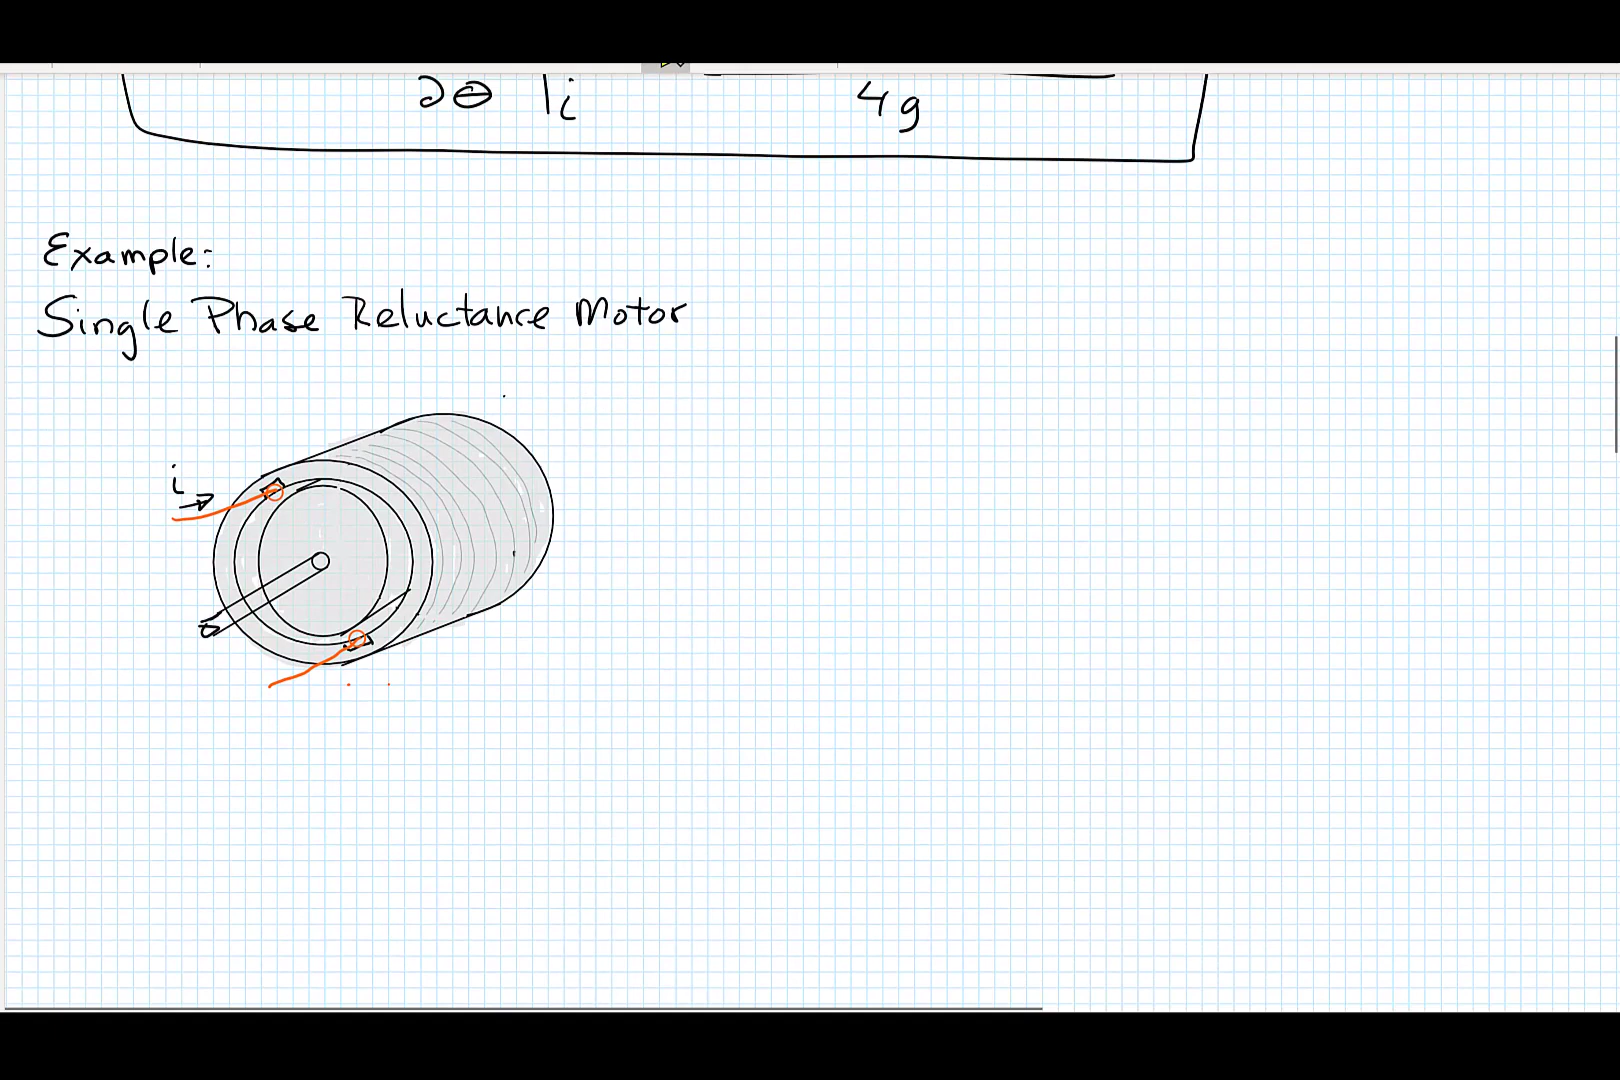 ∂θ |i 4g
Example:
Single Phase Reluctance Motor
i